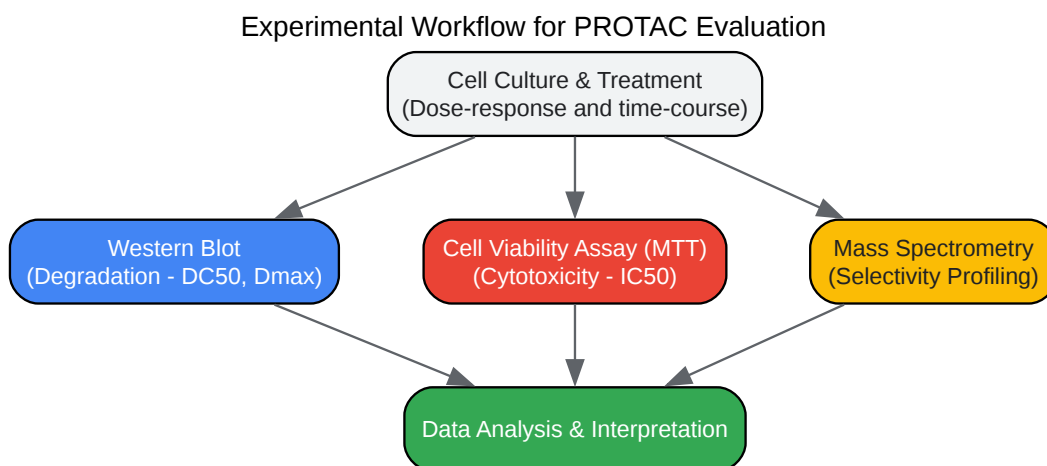 Experimental Workflow for PROTAC Evaluation
Cell Culture & Treatment
(Dose-response and time-course)
Western Blot
(Degradation - DC50, Dmax)
Cell Viability Assay (MTT)
(Cytotoxicity - IC50)
Mass Spectrometry
(Selectivity Profiling)
Data Analysis & Interpretation